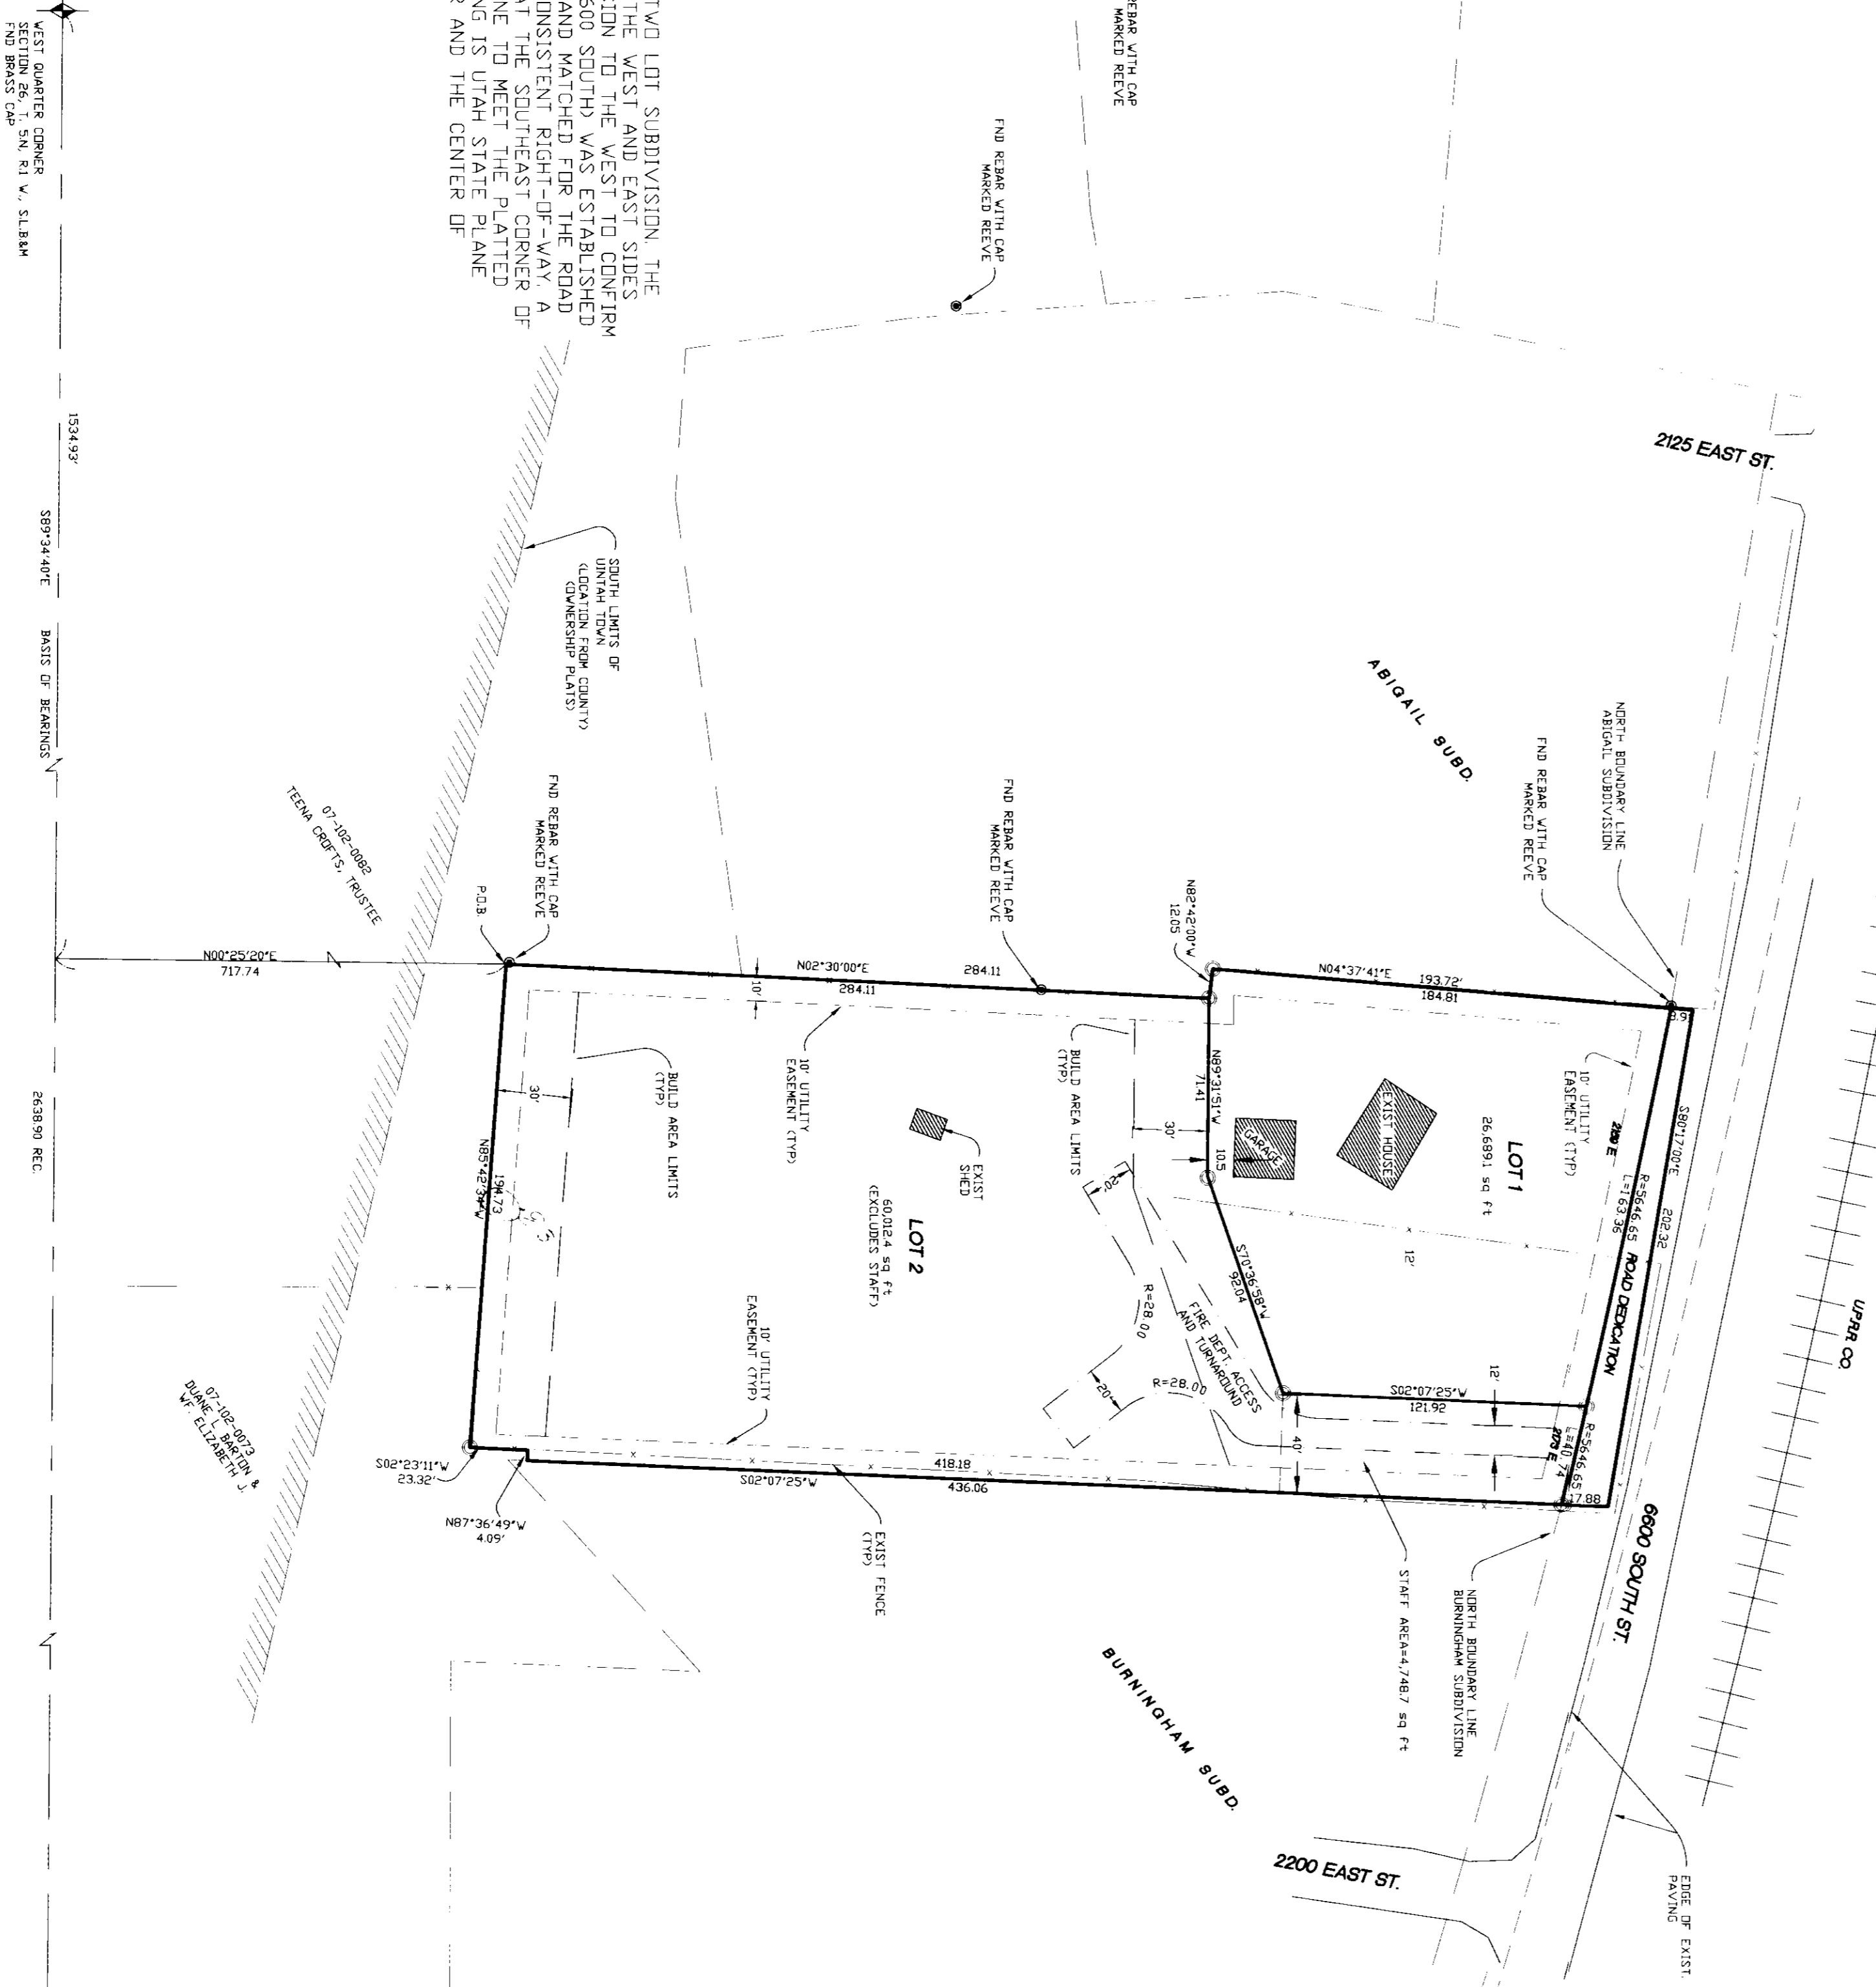 TWO LOT SUBDIVISION. THE
THE WEST AND EAST SIDES
SION TO THE WEST TO CONFIRM
600 SOUTH) WAS ESTABLISHED
AND MATCHED FOR THE ROAD
ONSISTENT RIGHT-OF-WAY. A
AT THE SOUTHEAST CORNER OF
NE TO MEET THE PLATTED
NG IS UTAH STATE PLANE
R AND THE CENTER OF
REBAR WITH CAP
MARKED REEVE
FND REBAR WITH CAP
MARKED REEVE
2125 EAST ST.
UPRR CO.
6600 SOUTH ST.
EDGE OF EXIST.
PAVING
2200 EAST ST.
ABIGAIL SUBD.
NORTH BOUNDARY LINE
ABIGAIL SUBDIVISION
FND REBAR WITH CAP
MARKED REEVE
S80°17'00"E 202.32
ROAD DEDICATION
R=5646.65
L=163.36
R=5646.65
L=40.74
2075 E
17.88
10' UTILITY
EASEMENT (TYP)
N04°37'41"E 193.72'
184.81
LOT 1
26,689.1 sq ft
EXIST HOUSE
GARAGE
12'
12'
10.5
N82°42'00"W
12.05
N89°31'51"W
71.41
S70°36'58"W
92.04
S02°07'25"W
121.92
40'
30'
NORTH BOUNDARY LINE
BURNINGHAM SUBDIVISION
STAFF AREA=4,748.7 sq ft
BURNINGHAM SUBD.
FIRE DEPT. ACCESS
AND TURNAROUND
20'
R=28.00
R=28.00
20'
BUILD AREA LIMITS
(TYP)
FND REBAR WITH CAP
MARKED REEVE
N02°30'00"E 284.11
284.11
10'
10' UTILITY
EASEMENT (TYP)
EXIST
SHED
LOT 2
60,012.4 sq ft
(EXCLUDES STAFF)
10' UTILITY
EASEMENT (TYP)
418.18
S02°07'25"W 436.06
EXIST FENCE
(TYP)
BUILD AREA LIMITS
(TYP)
30'
194.73
N85°42'34"W
N87°36'49"W
4.09'
S02°23'11"W
23.32'
FND REBAR WITH CAP
MARKED REEVE
P.O.B.
SOUTH LIMITS OF
UINTAH TOWN
(LOCATION FROM COUNTY)
(OWNERSHIP PLATS)
07-102-0082
TEENA CROFTS, TRUSTEE
07-102-0073
DUANE L. BARTON &
WF. ELIZABETH J.
N00°25'20"E
717.74
1534.93'
S89°34'40"E BASIS OF BEARINGS
2638.90 REC.
WEST QUARTER CORNER
SECTION 26, T. 5N, R1 W., S.L.B&M
FND BRASS CAP